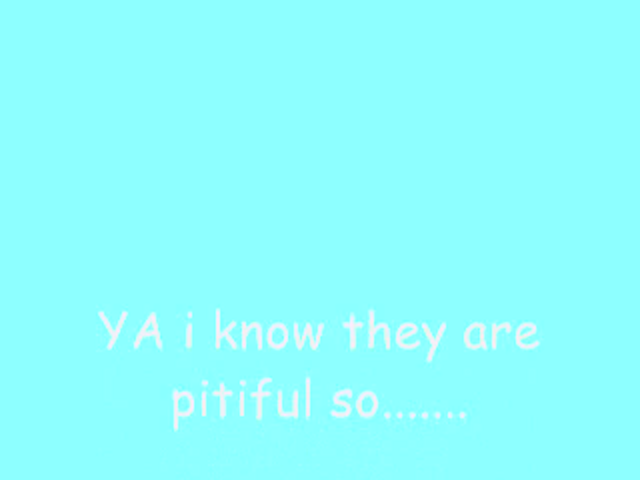 YA i know they are
pitiful so.......